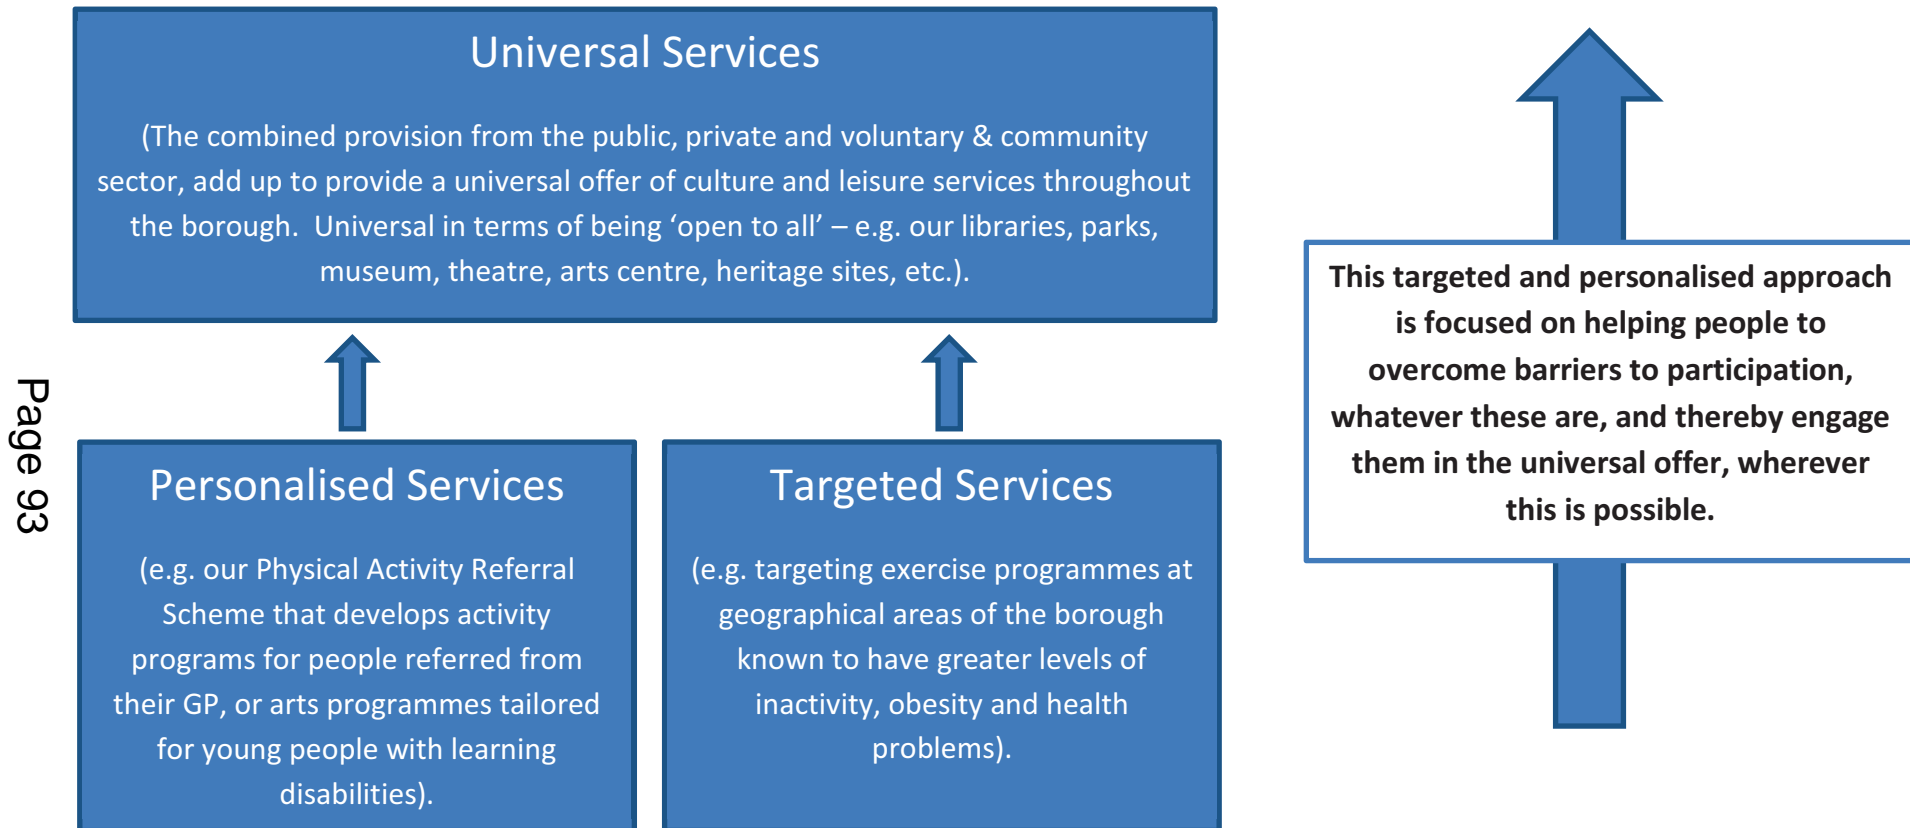 Universal Services
(The combined provision from the public, private and voluntary & community
sector, add up to provide a universal offer of culture and leisure services throughout
the borough.  Universal in terms of being ‘open to all’ – e.g. our libraries, parks,
museum, theatre, arts centre, heritage sites, etc.).
This targeted and personalised approach
is focused on helping people to
overcome barriers to participation,
whatever these are, and thereby engage
them in the universal offer, wherever
this is possible.
Page 93
Personalised Services
(e.g. our Physical Activity Referral
Scheme that develops activity
programs for people referred from
their GP, or arts programmes tailored
for young people with learning
disabilities).
Targeted Services
(e.g. targeting exercise programmes at
geographical areas of the borough
known to have greater levels of
inactivity, obesity and health
problems).